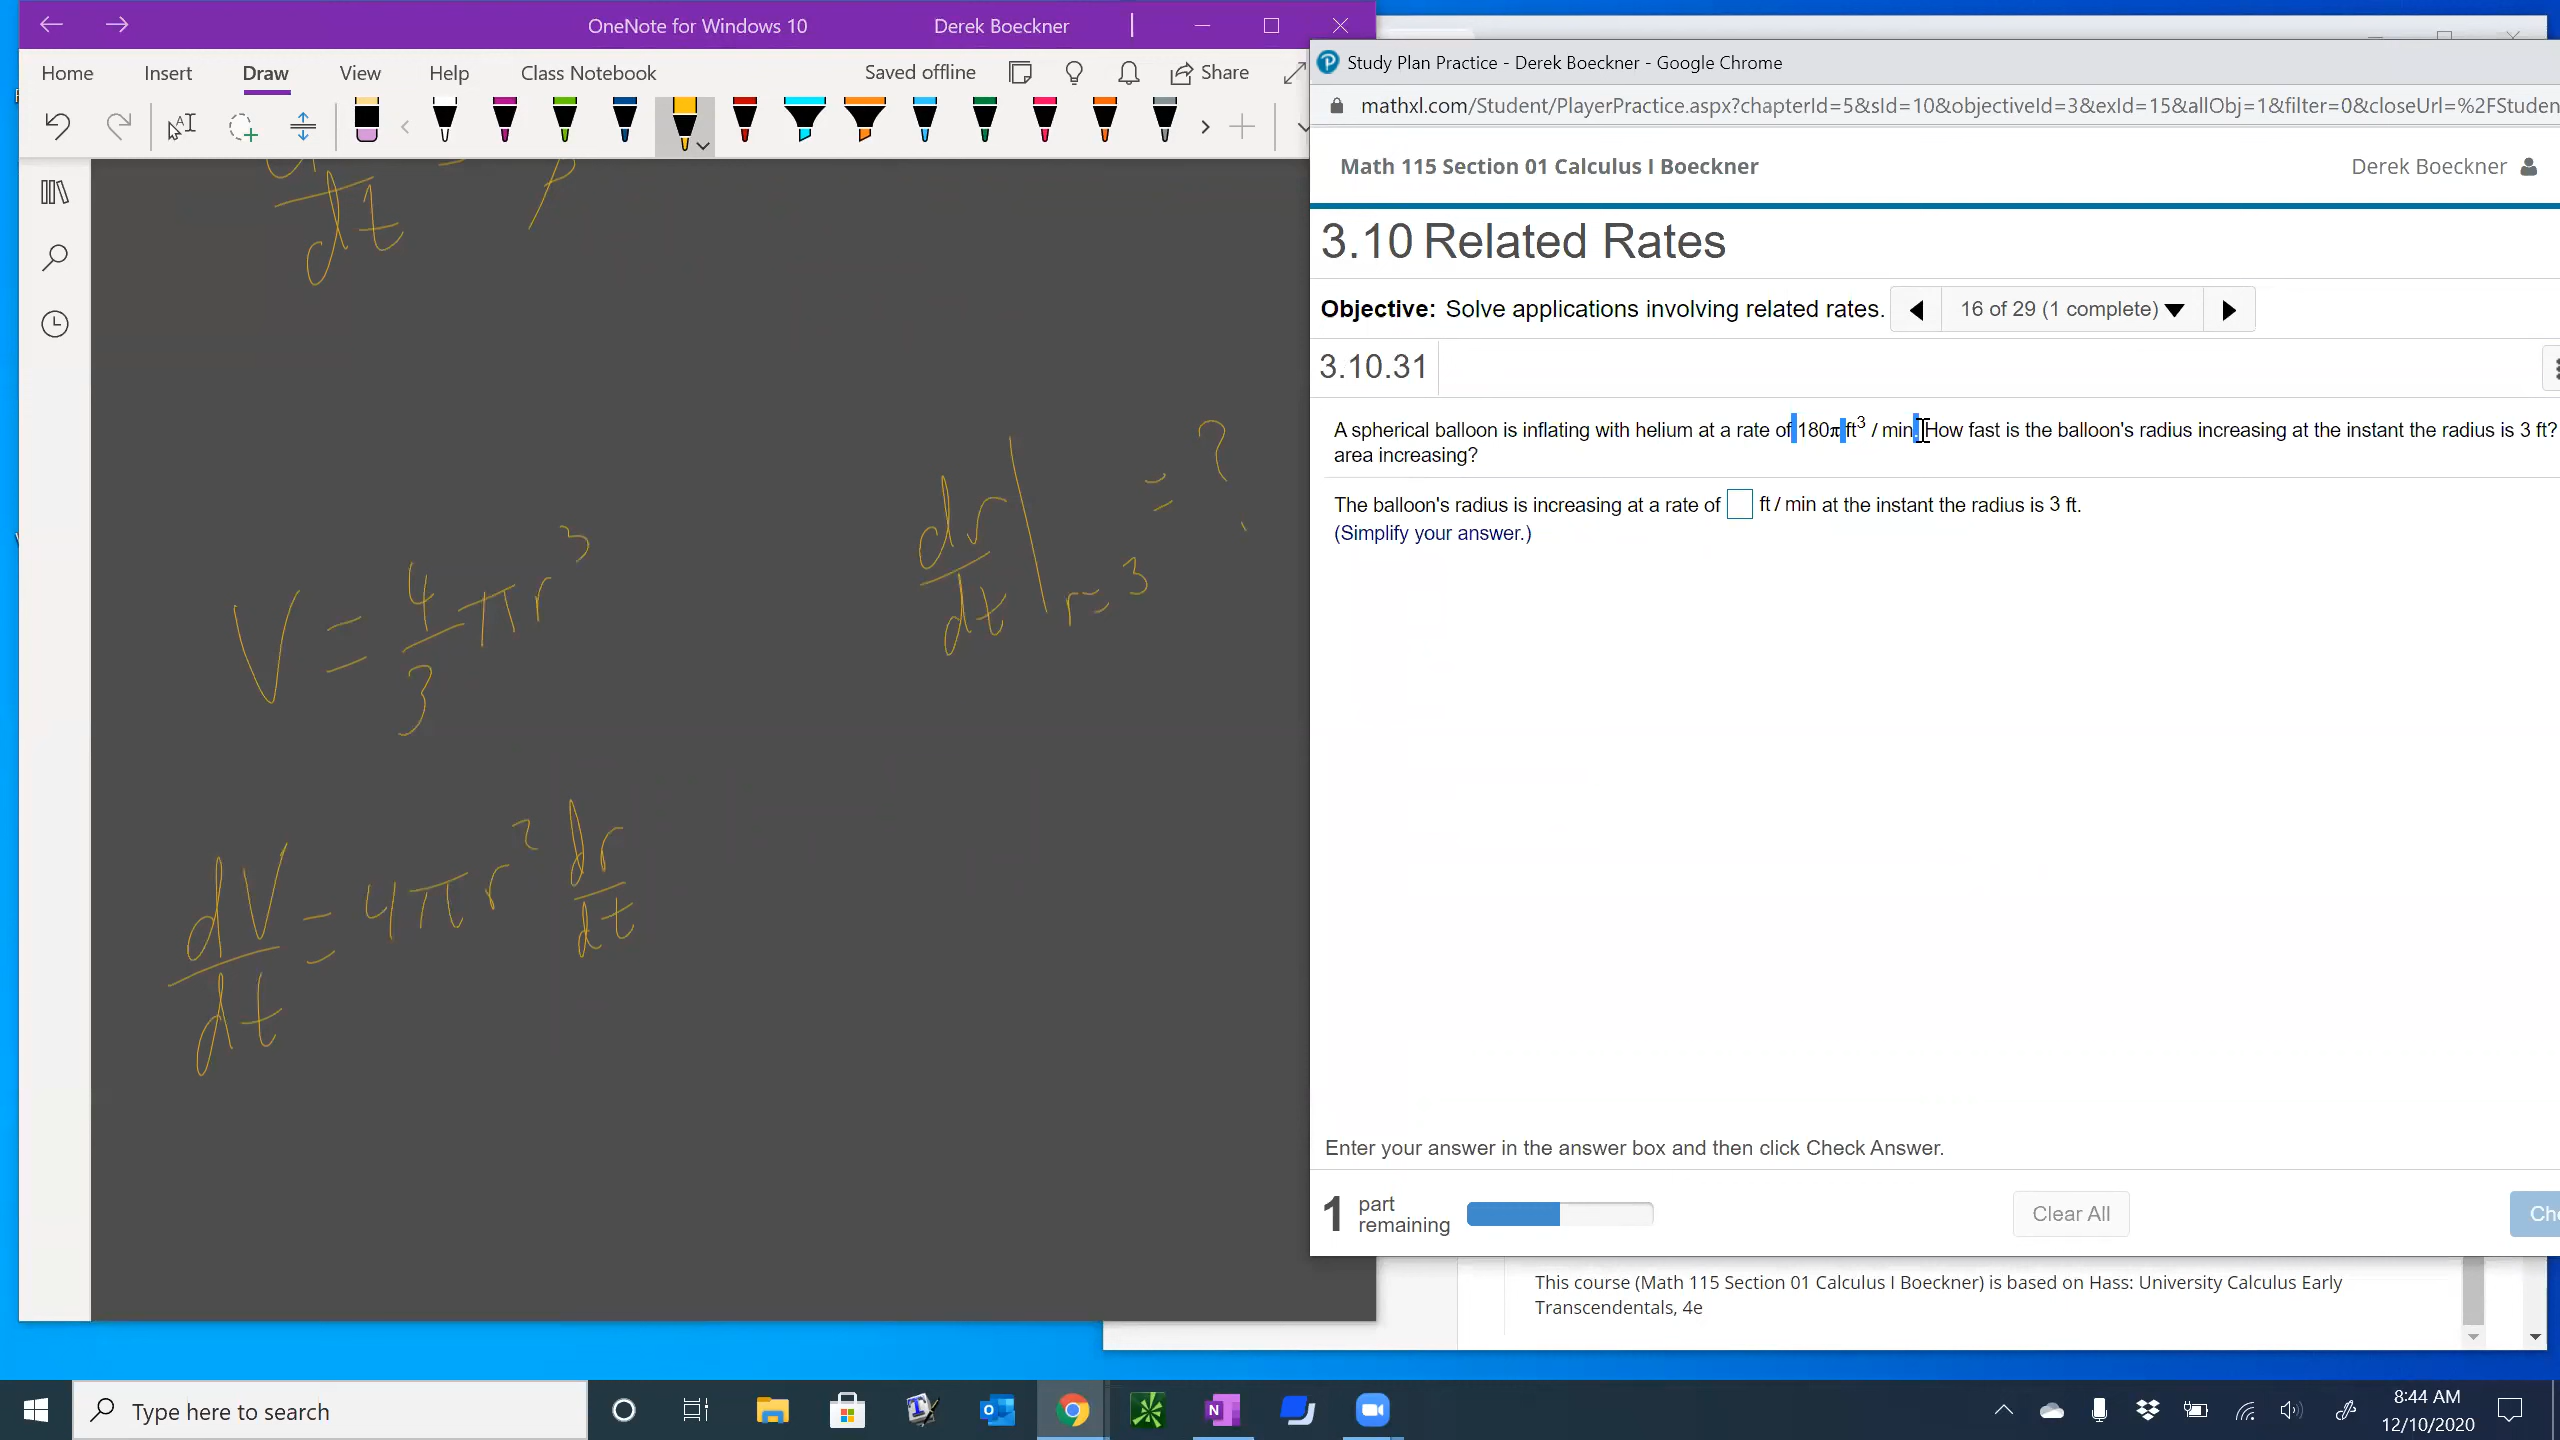 OneNote for Windows 10
Derek Boeckner
Home Insert Draw View Help Class Notebook
Saved offline
Share
dt
V = 4/3 πr³
dr/dt | r=3 = ?
dV/dt = 4πr² dr/dt
Study Plan Practice - Derek Boeckner - Google Chrome
mathxl.com/Student/PlayerPractice.aspx?chapterId=5&sId=10&objectiveId=3&exId=15&allObj=1&filter=0&closeUrl=%2FStuden
Math 115 Section 01 Calculus I Boeckner
Derek Boeckner
3.10 Related Rates
Objective: Solve applications involving related rates.
16 of 29 (1 complete)
3.10.31
A spherical balloon is inflating with helium at a rate of 180π ft³ / min. How fast is the balloon's radius increasing at the instant the radius is 3 ft?
area increasing?
The balloon's radius is increasing at a rate of ft / min at the instant the radius is 3 ft.
(Simplify your answer.)
Enter your answer in the answer box and then click Check Answer.
1 part remaining
Clear All
Che
This course (Math 115 Section 01 Calculus I Boeckner) is based on Hass: University Calculus Early
Transcendentals, 4e
Type here to search
8:44 AM
12/10/2020